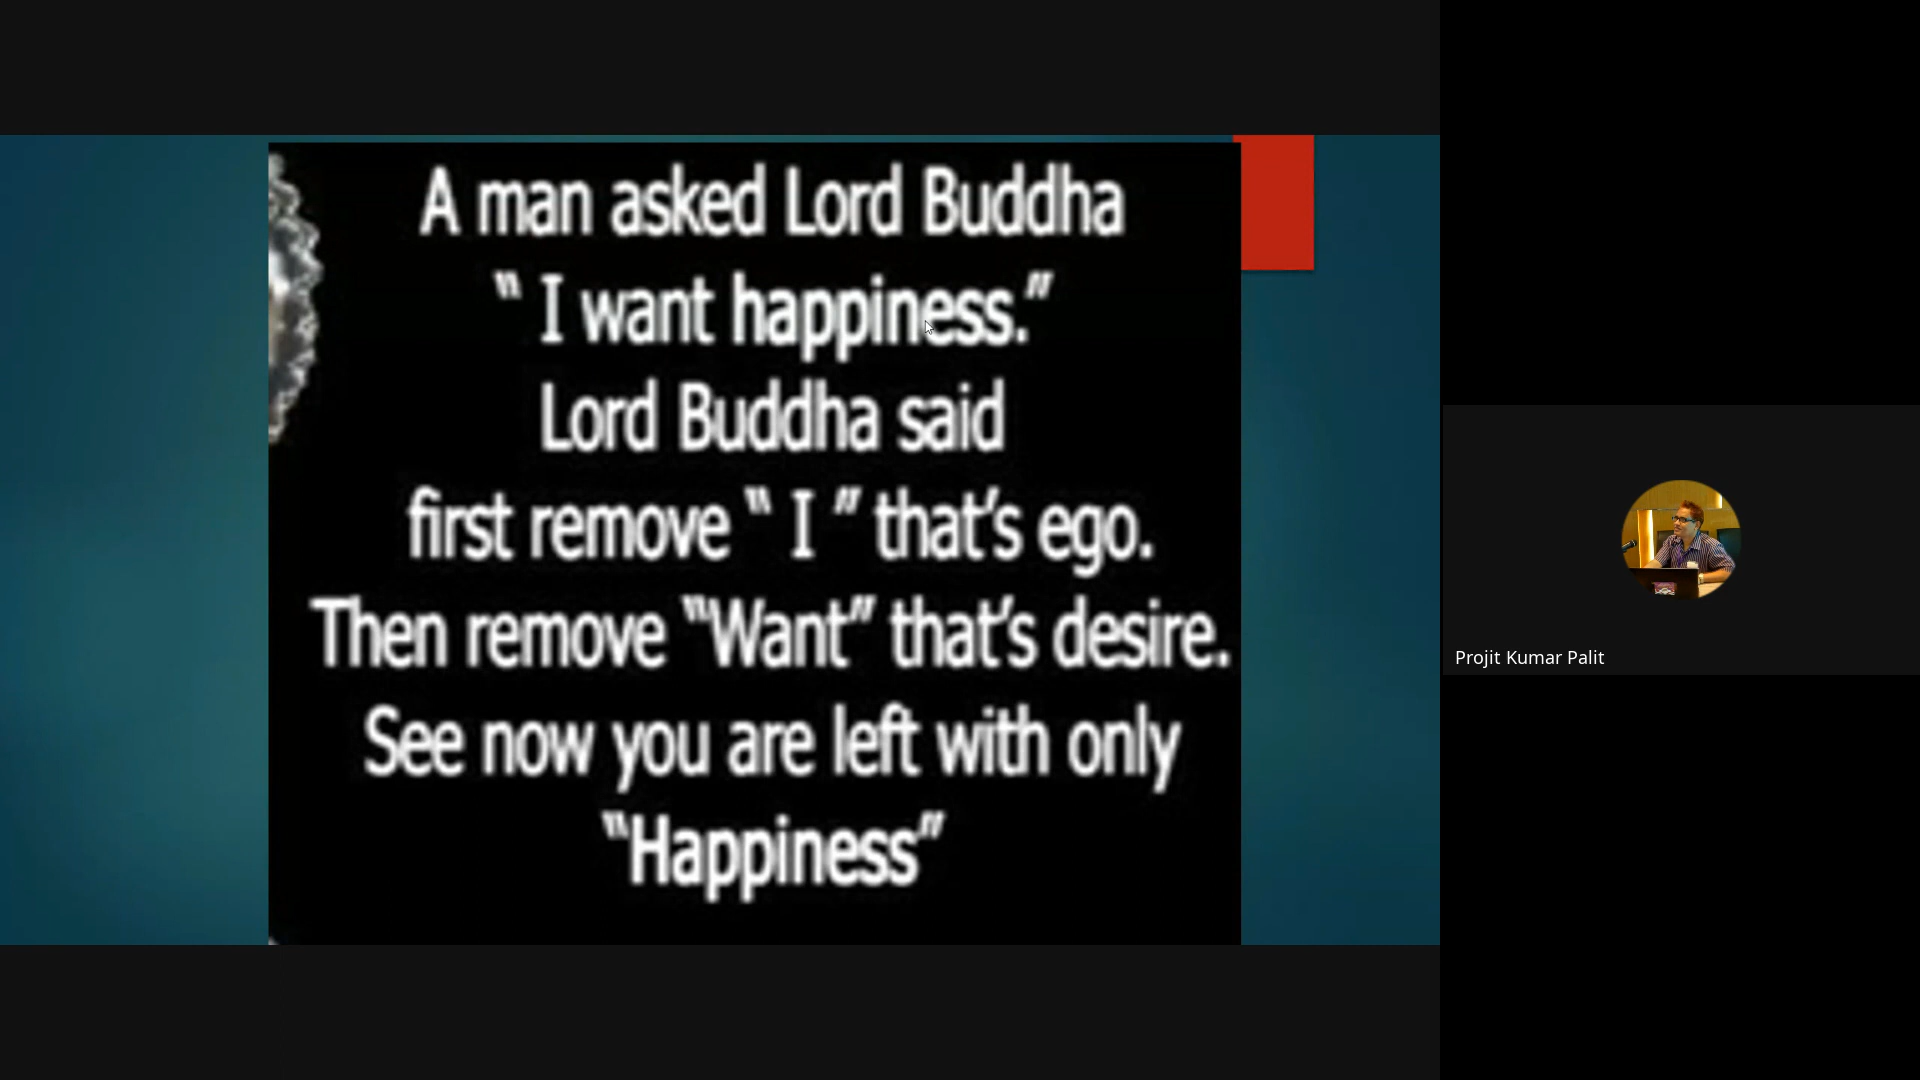 A man asked Lord Buddha
“ I want happiness.”
Lord Buddha said
first remove “ I ” that’s ego.
Then remove “Want” that’s desire.
See now you are left with only
“Happiness”
Projit Kumar Palit